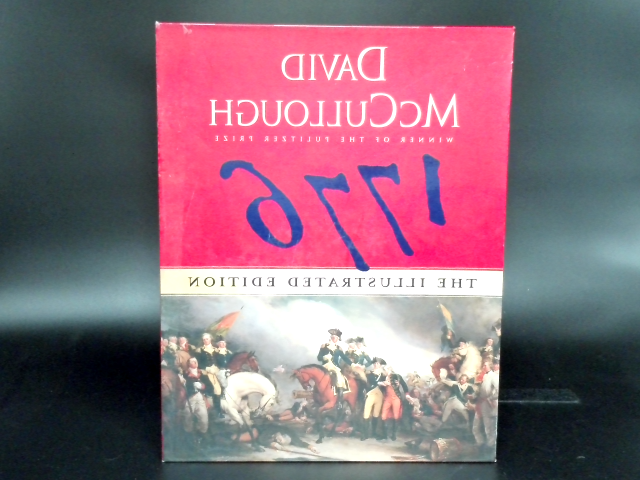 DAVID
McCULLOUGH
WINNER OF THE PULITZER PRIZE
1776
THE ILLUSTRATED EDITION